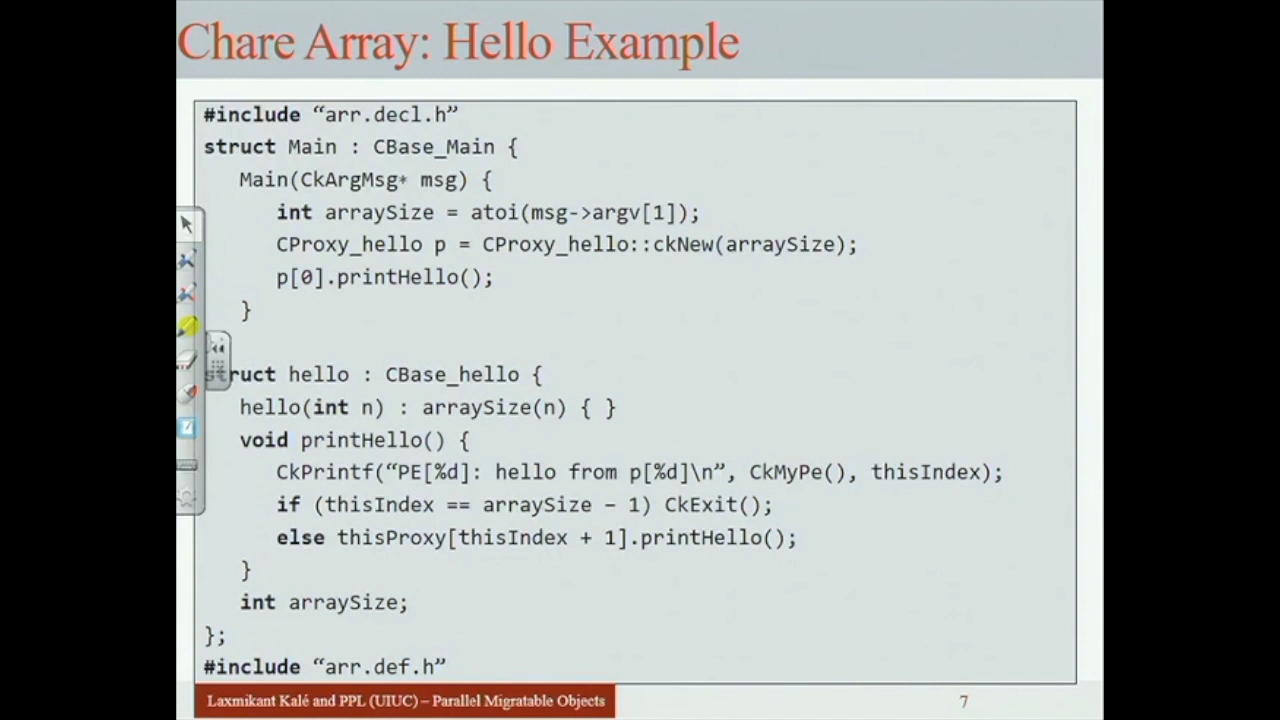 Chare Array: Hello Example
#include “arr.decl.h”
struct Main : CBase_Main {
Main(CkArgMsg* msg) {
int arraySize = atoi(msg->argv[1]);
CProxy_hello p = CProxy_hello::ckNew(arraySize);
p[0].printHello();
}
struct hello : CBase_hello {
hello(int n) : arraySize(n) { }
void printHello() {
CkPrintf(“PE[%d]: hello from p[%d]\n”, CkMyPe(), thisIndex);
if (thisIndex == arraySize – 1) CkExit();
else thisProxy[thisIndex + 1].printHello();
}
int arraySize;
};
#include “arr.def.h”
Laxmikant Kalé and PPL (UIUC) – Parallel Migratable Objects
7